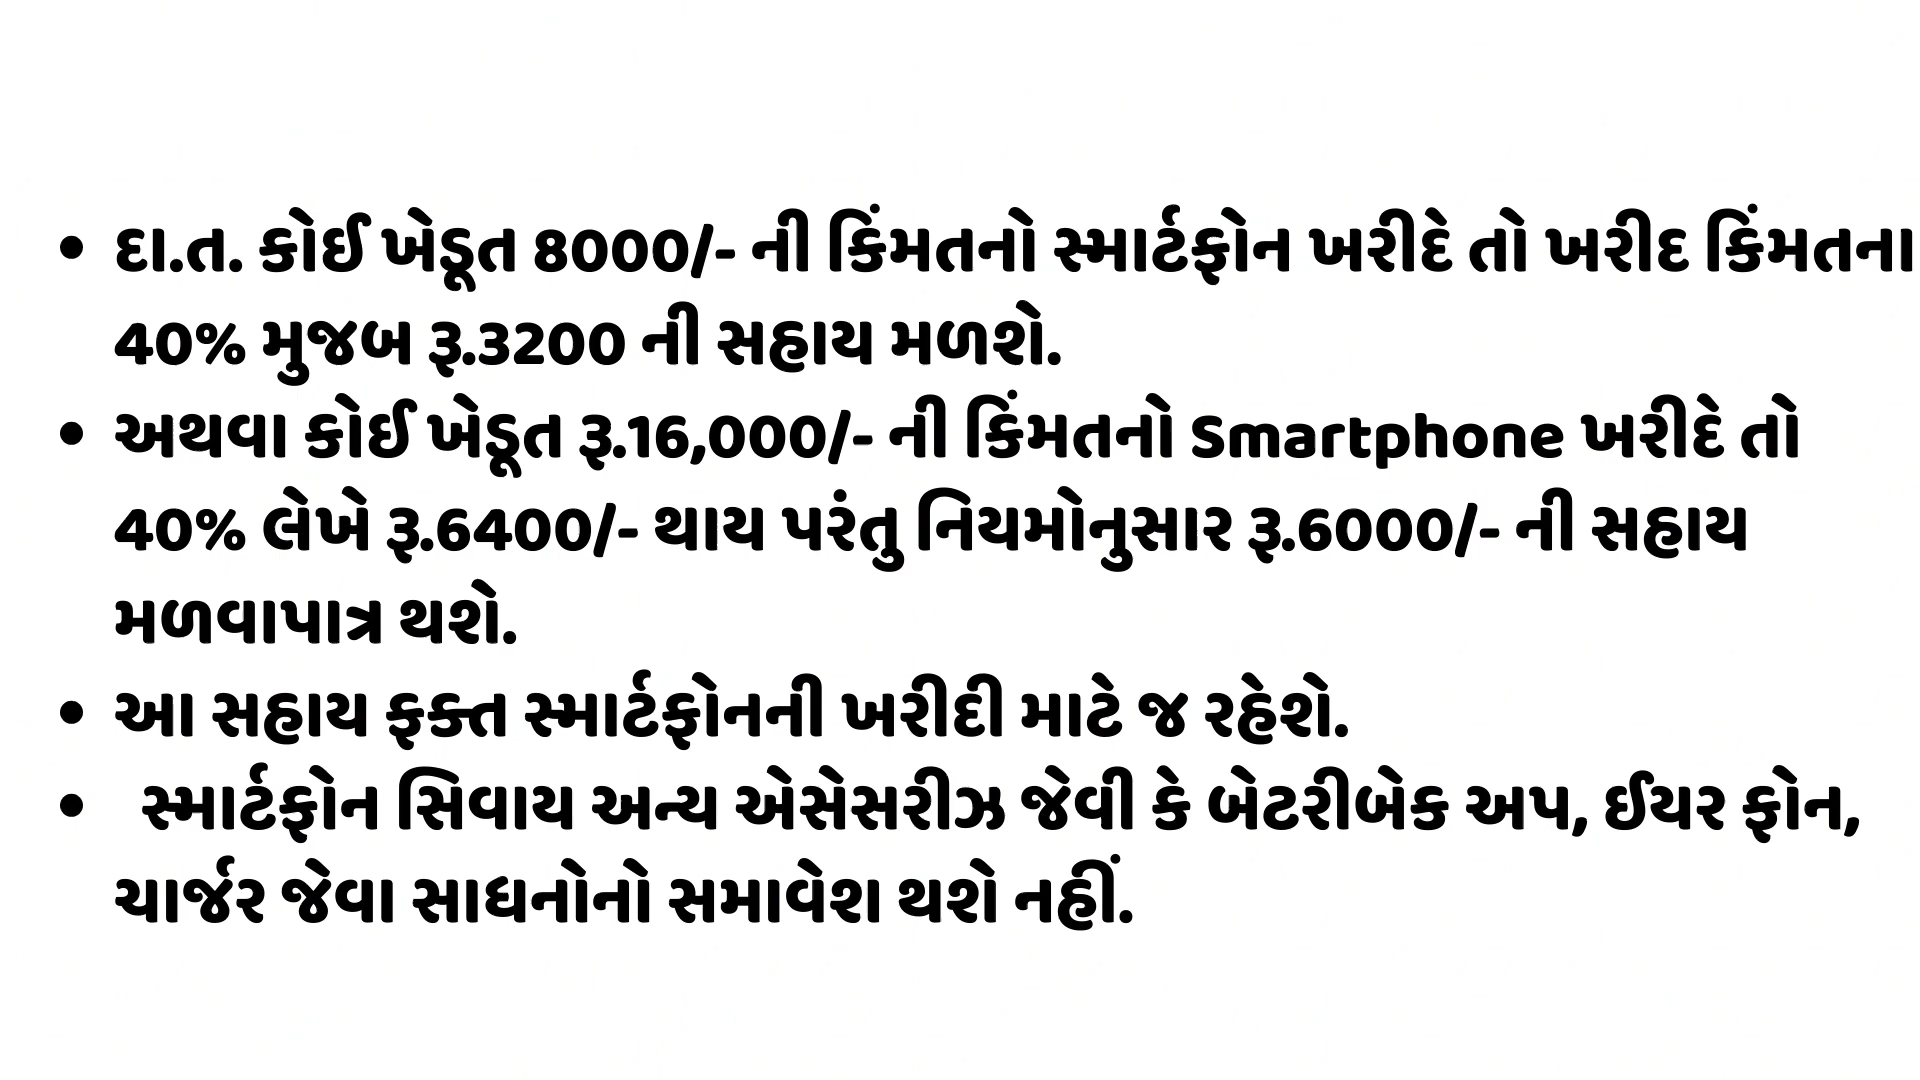 • દા.ત. કોઈ ખેડૂત 8000/- ની કિંમતનો સ્માર્ટફોન ખરીદે તો ખરીદ કિંમતના
40% મુજબ રૂ.3200 ની સહાય મળશે.
• અથવા કોઈ ખેડૂત રૂ.16,000/- ની કિંમતનો Smartphone ખરીદે તો
40% લેખે રૂ.6400/- થાય પરંતુ નિયમોનુસાર રૂ.6000/- ની સહાય
મળવાપાત્ર થશે.
• આ સહાય ફક્ત સ્માર્ટફોનની ખરીદી માટે જ રહેશે.
• સ્માર્ટફોન સિવાય અન્ય એસેસરીઝ જેવી કે બેટરીબેક અપ, ઈયર ફોન,
ચાર્જર જેવા સાધનોનો સમાવેશ થશે નહીં.